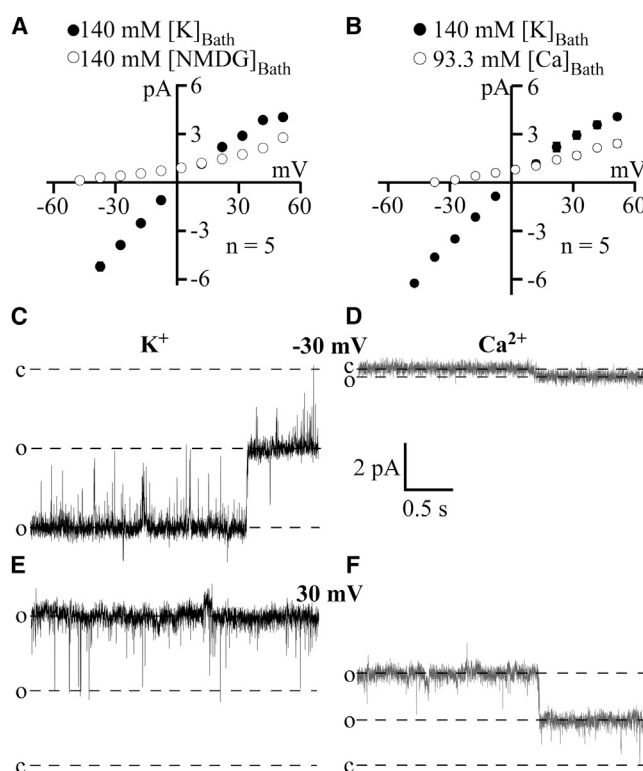 A
●140 mM [K]Bath
○140 mM [NMDG]Bath
pA
6
3
mV
-60
-30
30
60
-3
-6
n = 5
B
● 140 mM [K]Bath
○ 93.3 mM [Ca]Bath
pA
6
3
mV
-60
-30
30
60
-3
-6
n = 5
C
K+
-30 mV
c
o
o
D
Ca2+
c
o
2 pA
0.5 s
E
30 mV
o
o
c
F
o
o
c